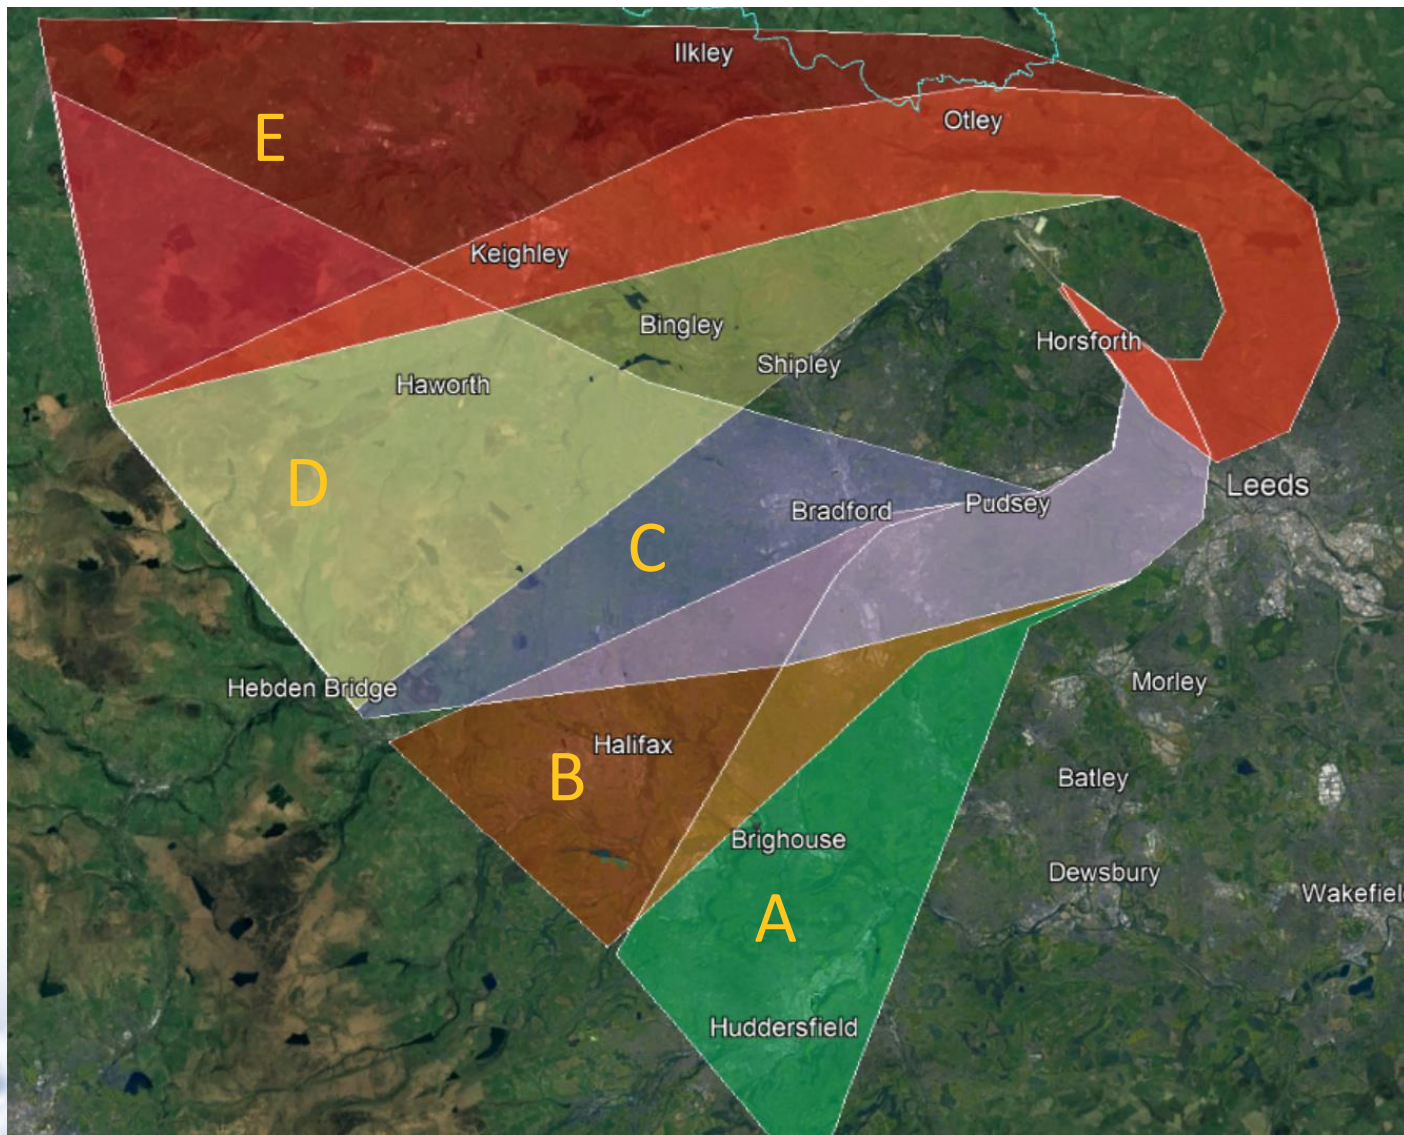 Ilkley
Otley
E
Keighley
Bingley
Horsforth
Shipley
Haworth
D
Leeds
Bradford
Pudsey
C
Hebden Bridge
Morley
Halifax
B
Batley
Brighouse
Dewsbury
Wakefiel
A
Huddersfield